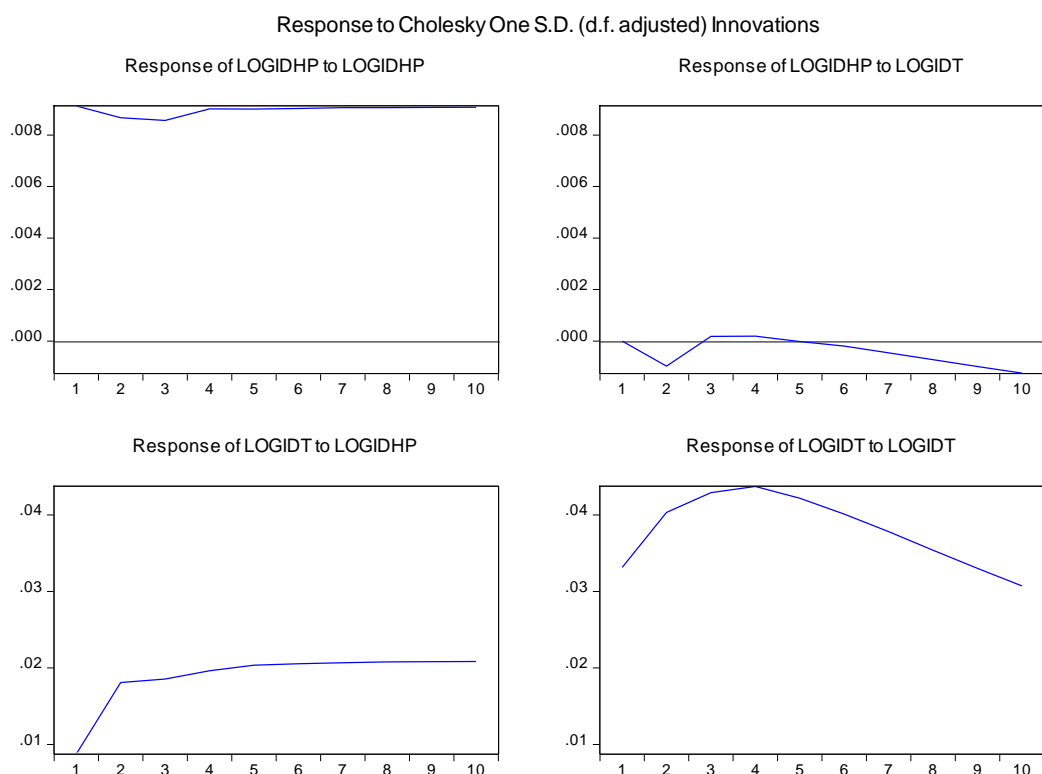 Response to Cholesky One S.D. (d.f. adjusted) Innovations
Response of LOGIDHP to LOGIDHP
.008
.006
.004
.002
.000
1 2 3 4 5 6 7 8 9 10
Response of LOGIDHP to LOGIDT
.008
.006
.004
.002
.000
1 2 3 4 5 6 7 8 9 10
Response of LOGIDT to LOGIDHP
.04
.03
.02
.01
1 2 3 4 5 6 7 8 9 10
Response of LOGIDT to LOGIDT
.04
.03
.02
.01
1 2 3 4 5 6 7 8 9 10